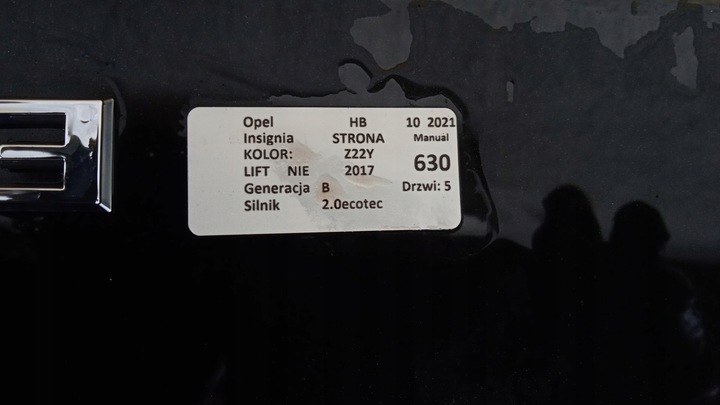 Opel HB 10 2021
Insignia STRONA Manual
KOLOR: Z22Y 630
LIFT NIE 2017
Generacja B Drzwi: 5
Silnik 2.0ecotec